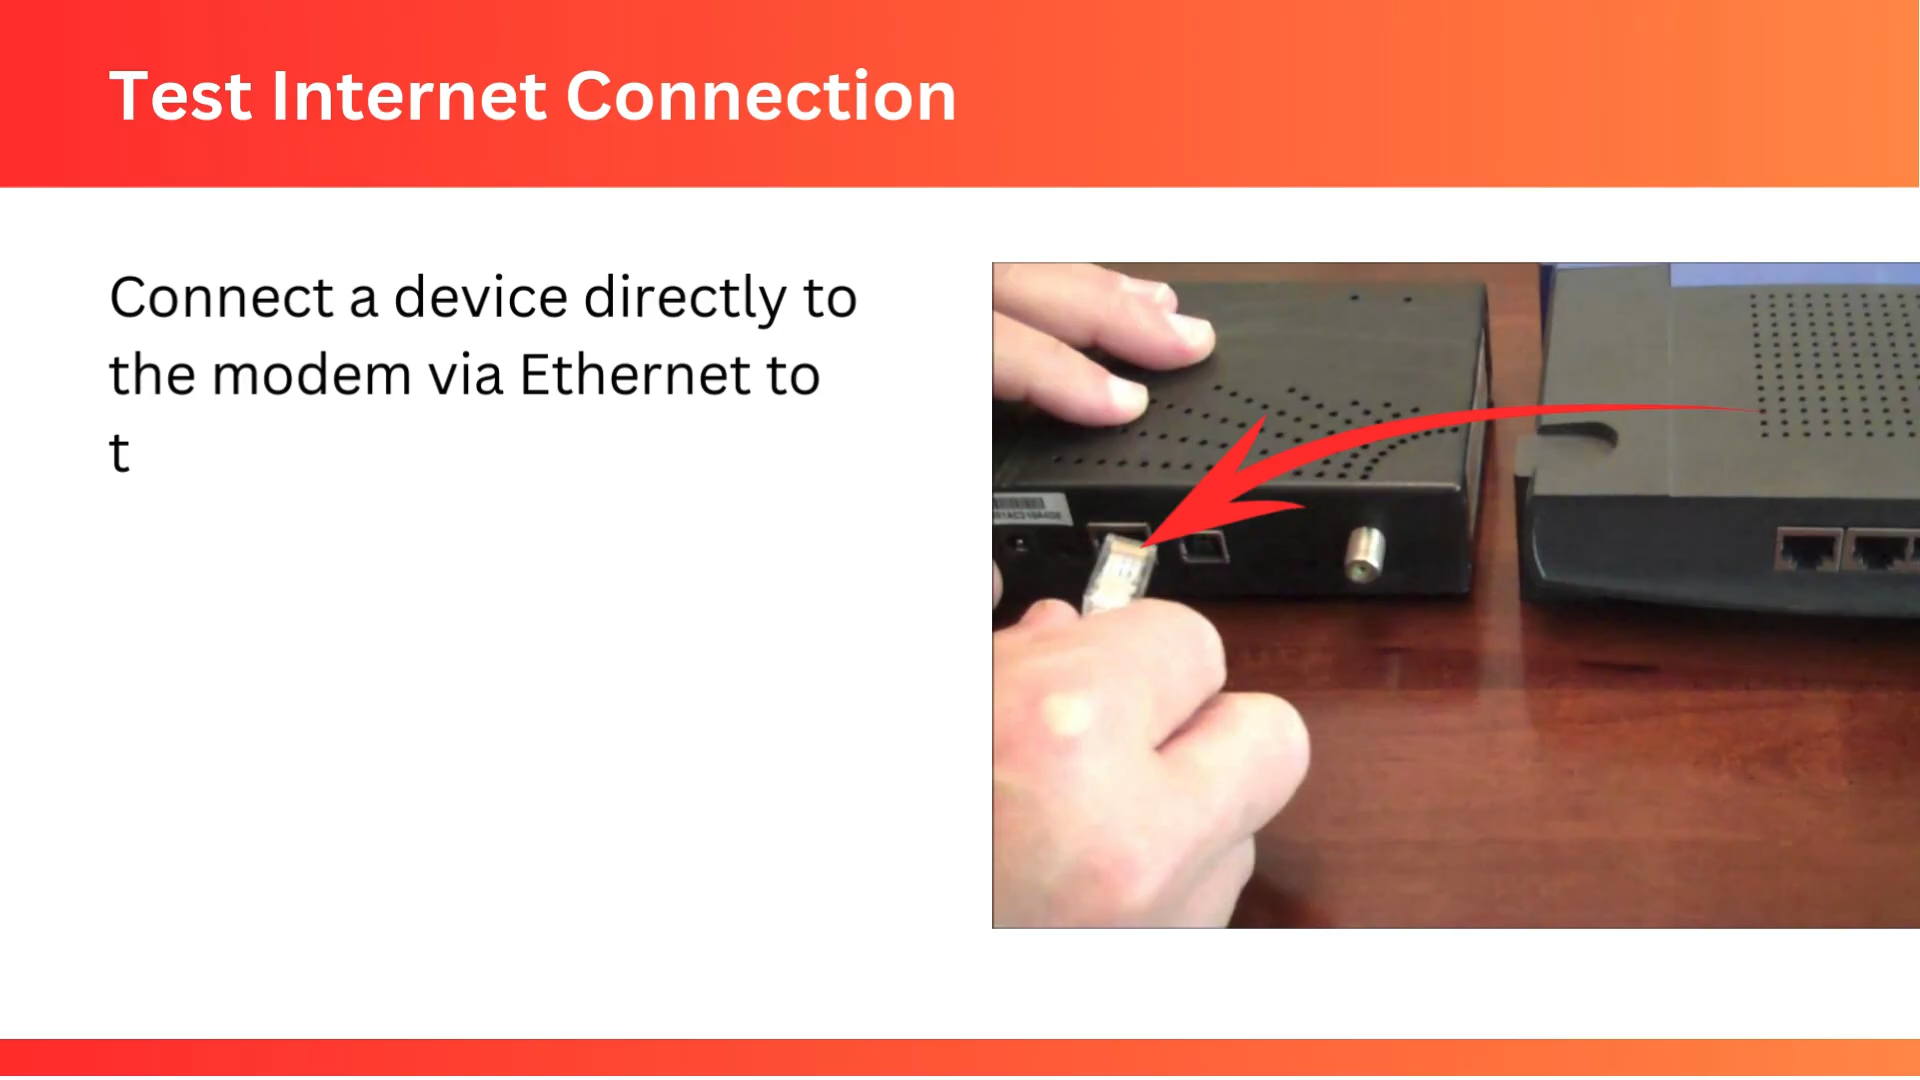 Test Internet Connection
Connect a device directly to
the modem via Ethernet to
t